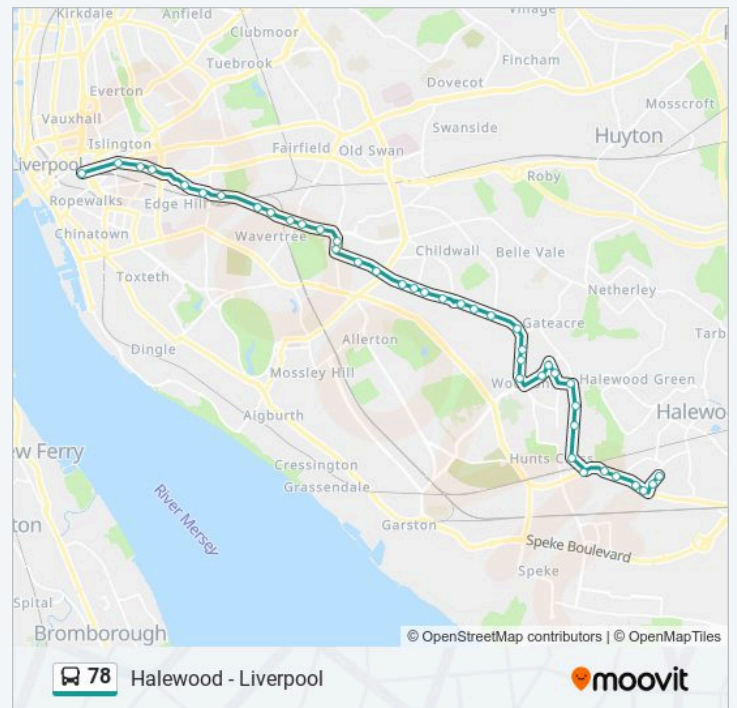 Kirkdale
Anfield
Village
Clubmoor
Tuebrook
Fincham
Everton
Dovecot
Mosscroft
Vauxhall
Swanside
Huyton
Islington
Fairfield
Old Swan
Liverpool
Roby
Ropewalks
Edge Hill
Chinatown
Wavertree
Childwall
Belle Vale
Toxteth
Netherley
Gateacre
Tarb
Dingle
Allerton
Mossley Hill
Wo
Halewood Green
Aigburth
Halewo
ew Ferry
Cressington
Hunts C
Grassendale
River Mersey
ton
Garston
Speke Boulevard
Speke
Spital
Bromborough
© OpenStreetMap contributors | © OpenMapTiles
78 Halewood - Liverpool
moovit